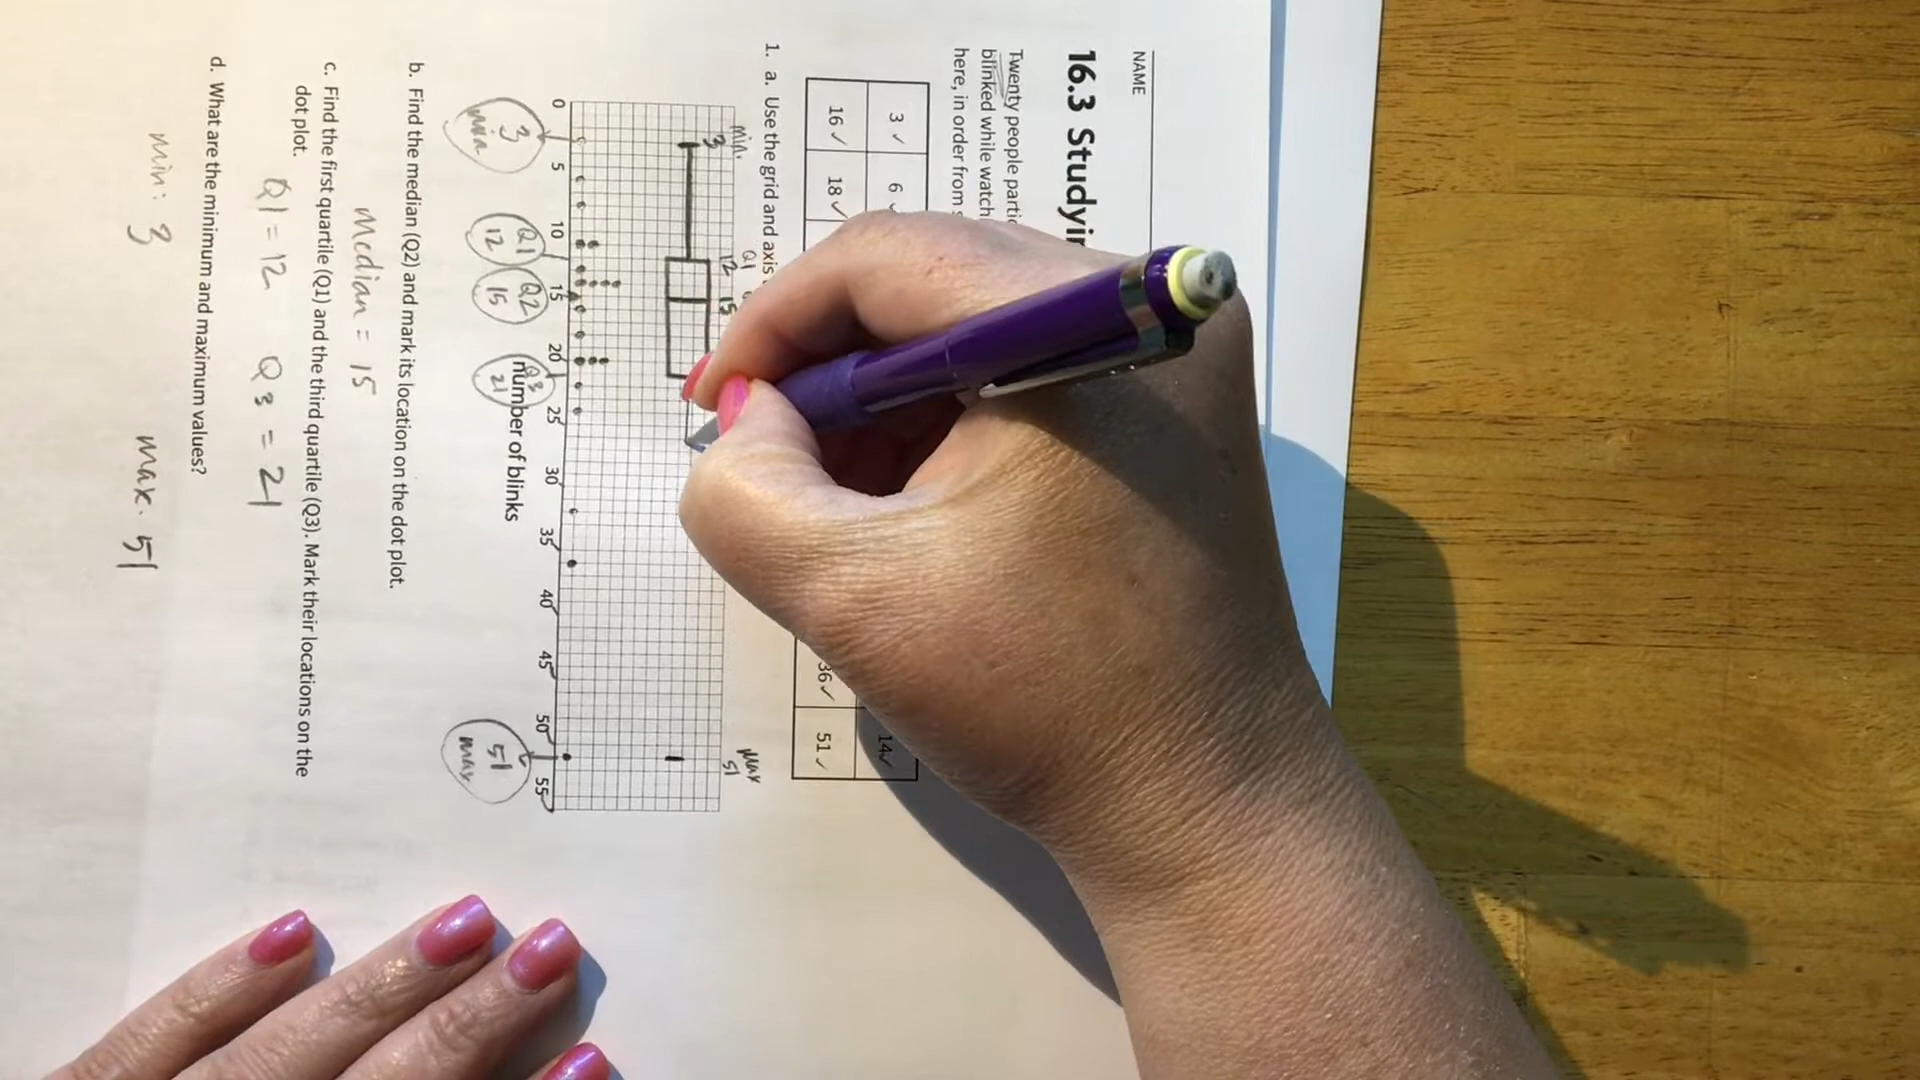 NAME
16.3 Studyi
Twenty people partic
blinked while watch
here, in order from
3 ✓ 6
14✓
16 ✓ 18 ✓
36 ✓ 51 ✓
1. a. Use the grid and axis
min. Q1 Max
3 12 15 51
0 5 10 15 20 25 30 35 40 45 50 55
3 Q1 Q2 Q3 51
min 12 15 21 max
number of blinks
b. Find the median (Q2) and mark its location on the dot plot.
median = 15
c. Find the first quartile (Q1) and the third quartile (Q3). Mark their locations on the
dot plot.
Q1 = 12 Q3 = 21
d. What are the minimum and maximum values?
min: 3 max. 51